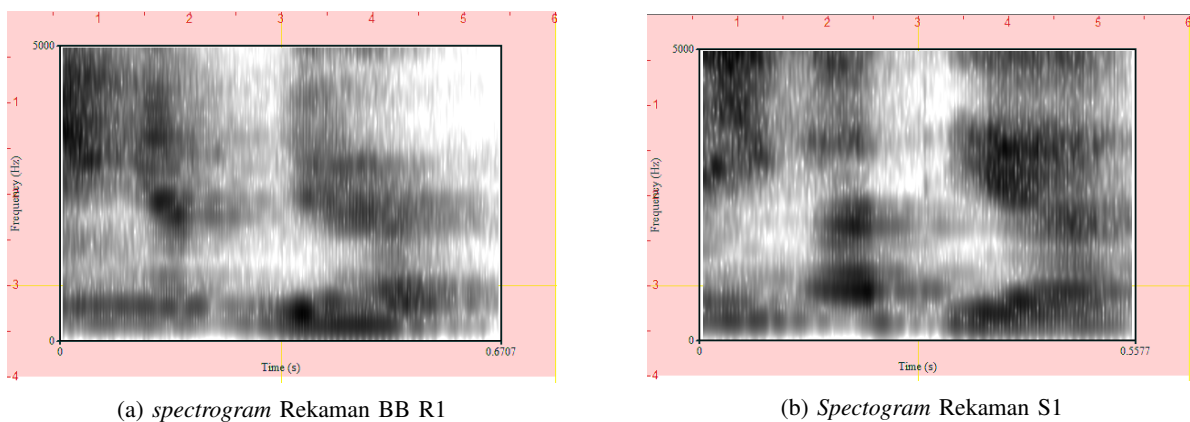 1 2 3 4 5 6
5000
1
Frequency (Hz)
3
0
0 0.6707
Time (s)
4
(a) spectrogram Rekaman BB R1
1 2 3 4 5 6
5000
1
Frequency (Hz)
3
0
0 0.5577
Time (s)
4
(b) Spectogram Rekaman S1